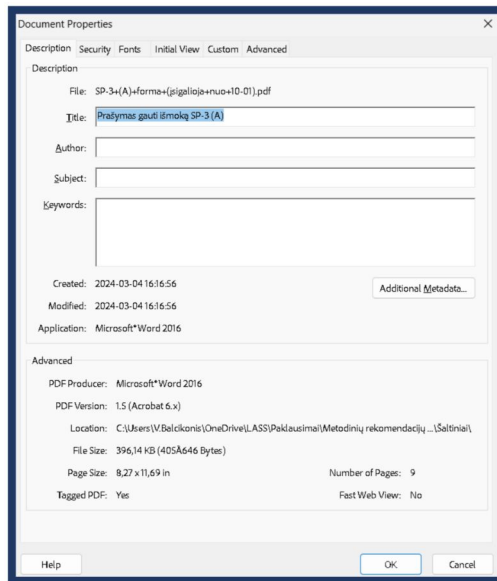 Document Properties
Description Security Fonts Initial View Custom Advanced
Description
File: SP-3+(A)+forma+(įsigalioja+nuo+10-01).pdf
Title: Prašymas gauti išmoką SP-3 (A)
Author:
Subject:
Keywords:
Created: 2024-03-04 16:16:56
Additional Metadata...
Modified: 2024-03-04 16:16:56
Application: Microsoft® Word 2016
Advanced
PDF Producer: Microsoft® Word 2016
PDF Version: 1.5 (Acrobat 6.x)
Location: C:\Users\V.Balcikonis\OneDrive\LASS\Paklausimai\Metodinių rekomendacijų ...\Šaltiniai\
File Size: 396,14 KB (405Â646 Bytes)
Page Size: 8,27 x 11,69 in Number of Pages: 9
Tagged PDF: Yes Fast Web View: No
Help OK Cancel